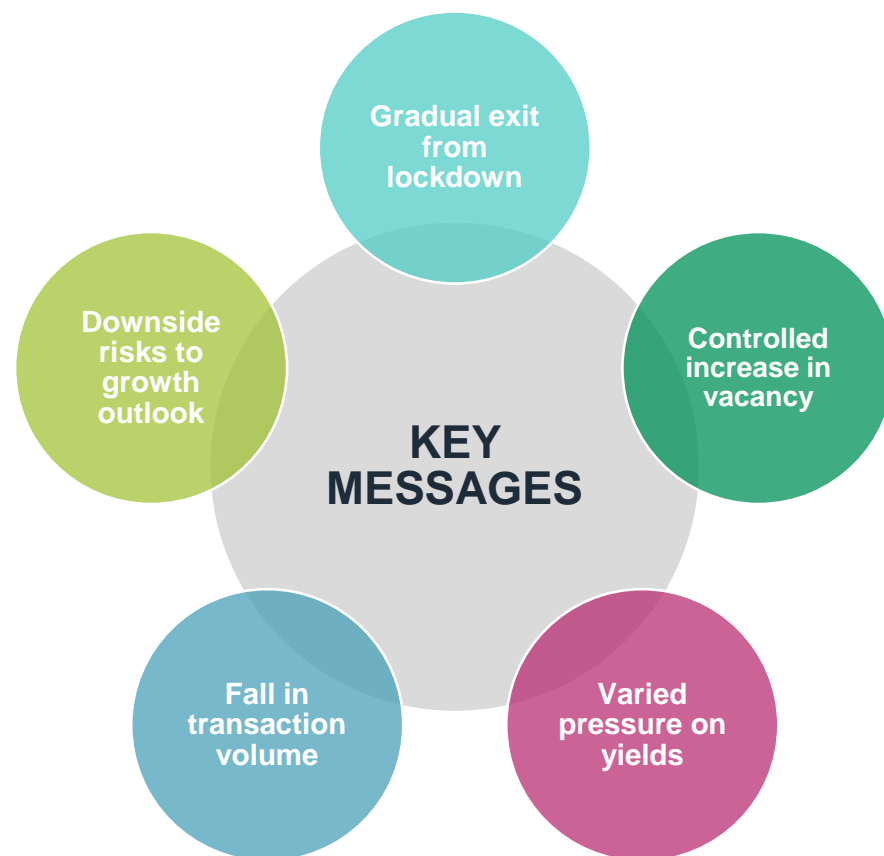 Gradual exit
from
lockdown
Controlled
increase in
vacancy
Varied
pressure on
yields
Fall in
transaction
volume
Downside
risks to
growth
outlook
KEY
MESSAGES